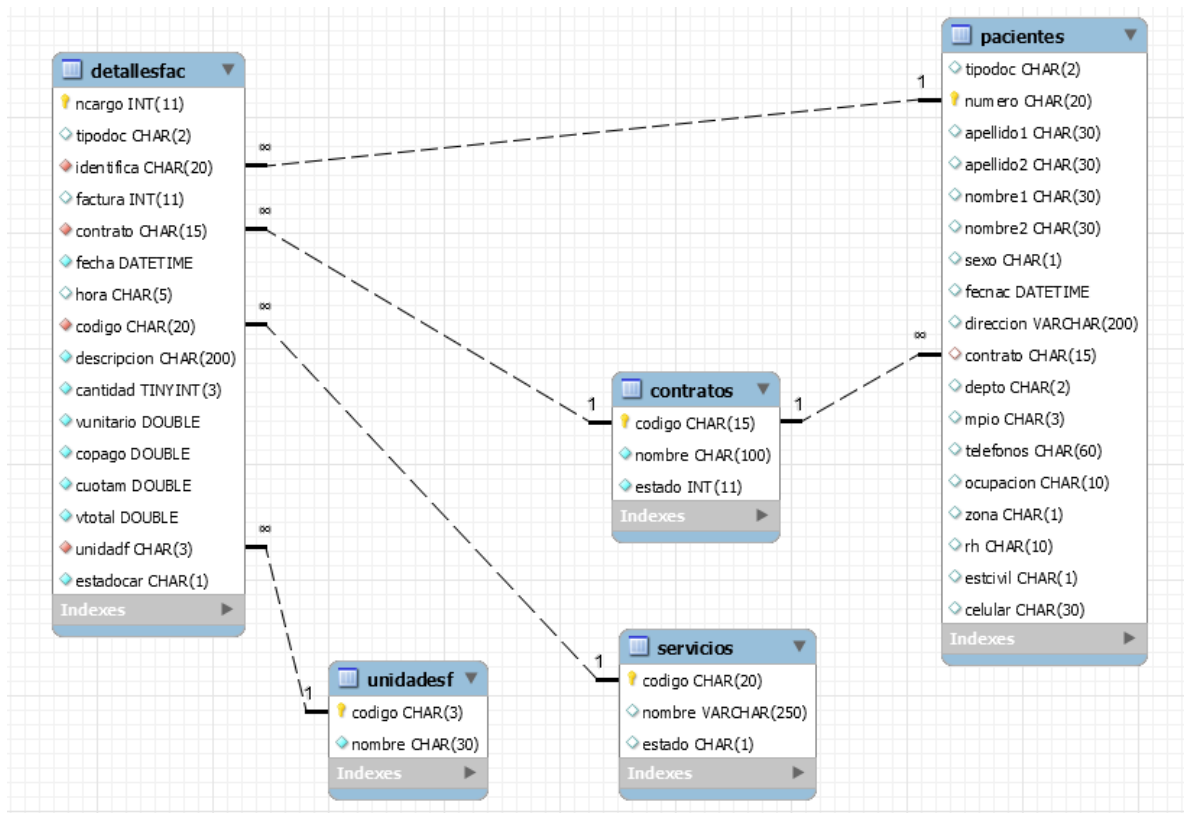 detallesfac
ncargo INT(11)
tipodoc CHAR(2)
identifica CHAR(20)
factura INT(11)
contrato CHAR(15)
fecha DATETIME
hora CHAR(5)
codigo CHAR(20)
descripcion CHAR(200)
cantidad TINYINT(3)
vunitario DOUBLE
copago DOUBLE
cuotam DOUBLE
vtotal DOUBLE
unidadf CHAR(3)
estadocar CHAR(1)
Indexes
∞
∞
∞
∞
1
1
1
1
1
∞
pacientes
tipodoc CHAR(2)
numero CHAR(20)
apellido1 CHAR(30)
apellido2 CHAR(30)
nombre1 CHAR(30)
nombre2 CHAR(30)
sexo CHAR(1)
fecnac DATETIME
direccion VARCHAR(200)
contrato CHAR(15)
depto CHAR(2)
mpio CHAR(3)
telefonos CHAR(60)
ocupacion CHAR(10)
zona CHAR(1)
rh CHAR(10)
estcivil CHAR(1)
celular CHAR(30)
Indexes
contratos
codigo CHAR(15)
nombre CHAR(100)
estado INT(11)
Indexes
unidadesf
codigo CHAR(3)
nombre CHAR(30)
Indexes
servicios
codigo CHAR(20)
nombre VARCHAR(250)
estado CHAR(1)
Indexes